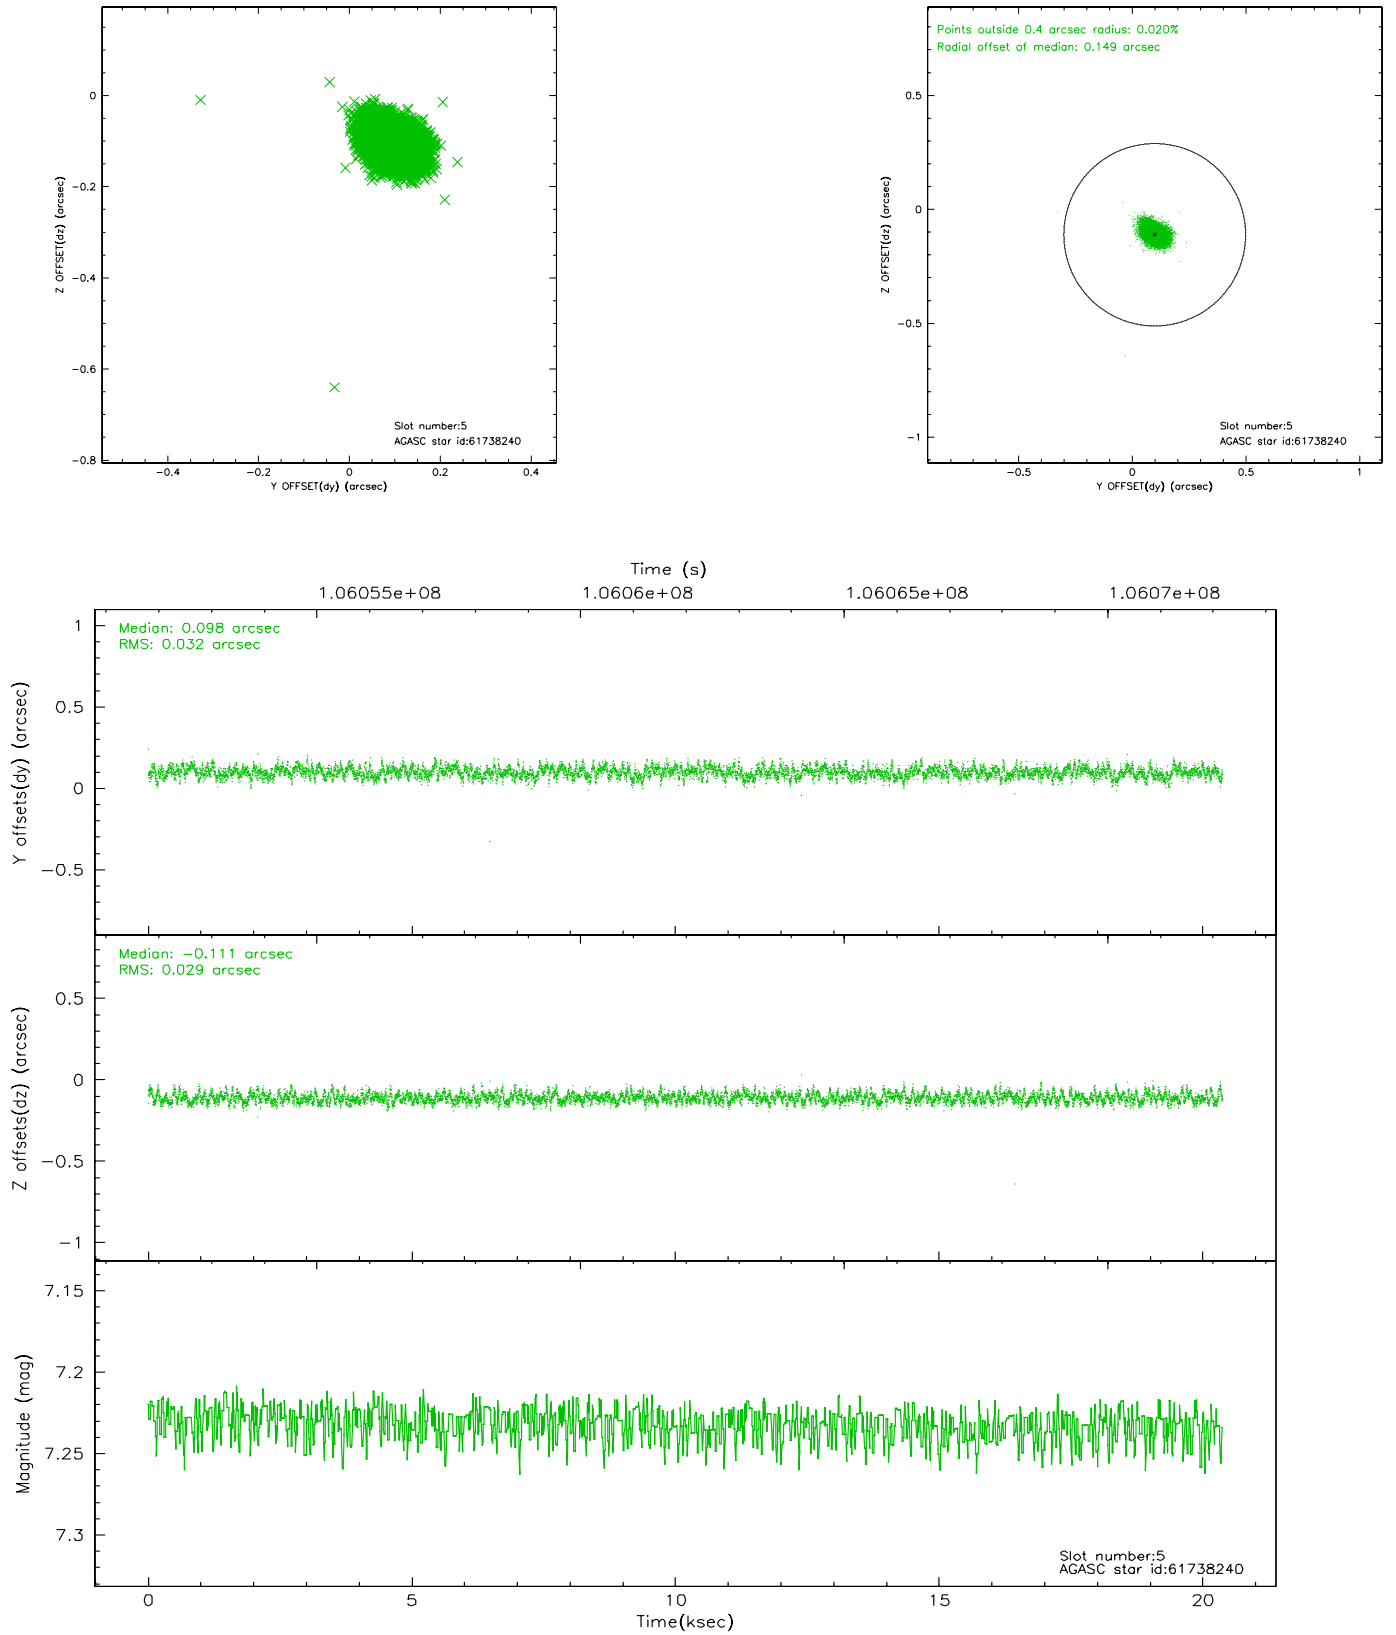 0
−0.2
−0.4
−0.6
−0.8
Z OFFSET(dz) (arcsec)
Slot number:5
AGASC star id:61738240
−0.4 −0.2 0 0.2 0.4
Y OFFSET(dy) (arcsec)
Points outside 0.4 arcsec radius: 0.020%
Radial offset of median: 0.149 arcsec
0.5
0
−0.5
−1
Z OFFSET(dz) (arcsec)
Slot number:5
AGASC star id:61738240
−0.5 0 0.5 1
Y OFFSET(dy) (arcsec)
Time (s)
1.06055e+08 1.0606e+08 1.06065e+08 1.0607e+08
Median: 0.098 arcsec
RMS: 0.032 arcsec
1
0.5
0
−0.5
Y offsets(dy) (arcsec)
Median: −0.111 arcsec
RMS: 0.029 arcsec
0.5
0
−0.5
−1
Z offsets(dz) (arcsec)
7.15
7.2
7.25
7.3
Magnitude (mag)
Slot number:5
AGASC star id:61738240
0 5 10 15 20
Time(ksec)